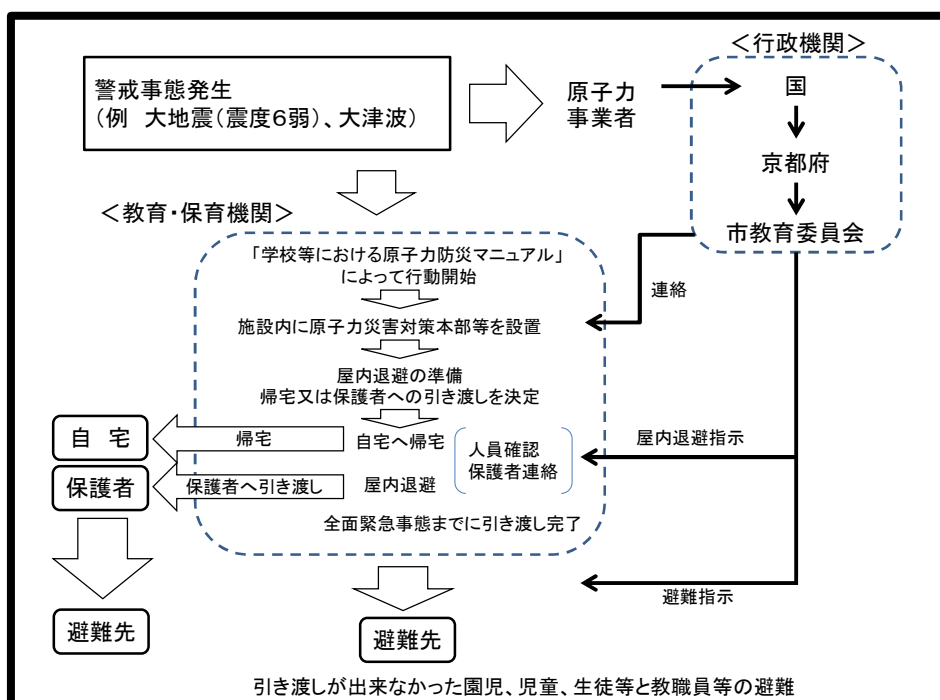 ＜行政機関＞
警戒事態発生
（例　大地震（震度６弱）、大津波）
原子力
事業者
国
京都府
市教育委員会
＜教育・保育機関＞
「学校等における原子力防災マニュアル」
によって行動開始
連絡
施設内に原子力災害対策本部等を設置
屋内退避の準備
帰宅又は保護者への引き渡しを決定
自　宅
帰宅
自宅へ帰宅
人員確認
保護者連絡
屋内退避指示
保護者
保護者へ引き渡し
屋内退避
全面緊急事態までに引き渡し完了
避難指示
避難先
避難先
引き渡しが出来なかった園児、児童、生徒等と教職員等の避難